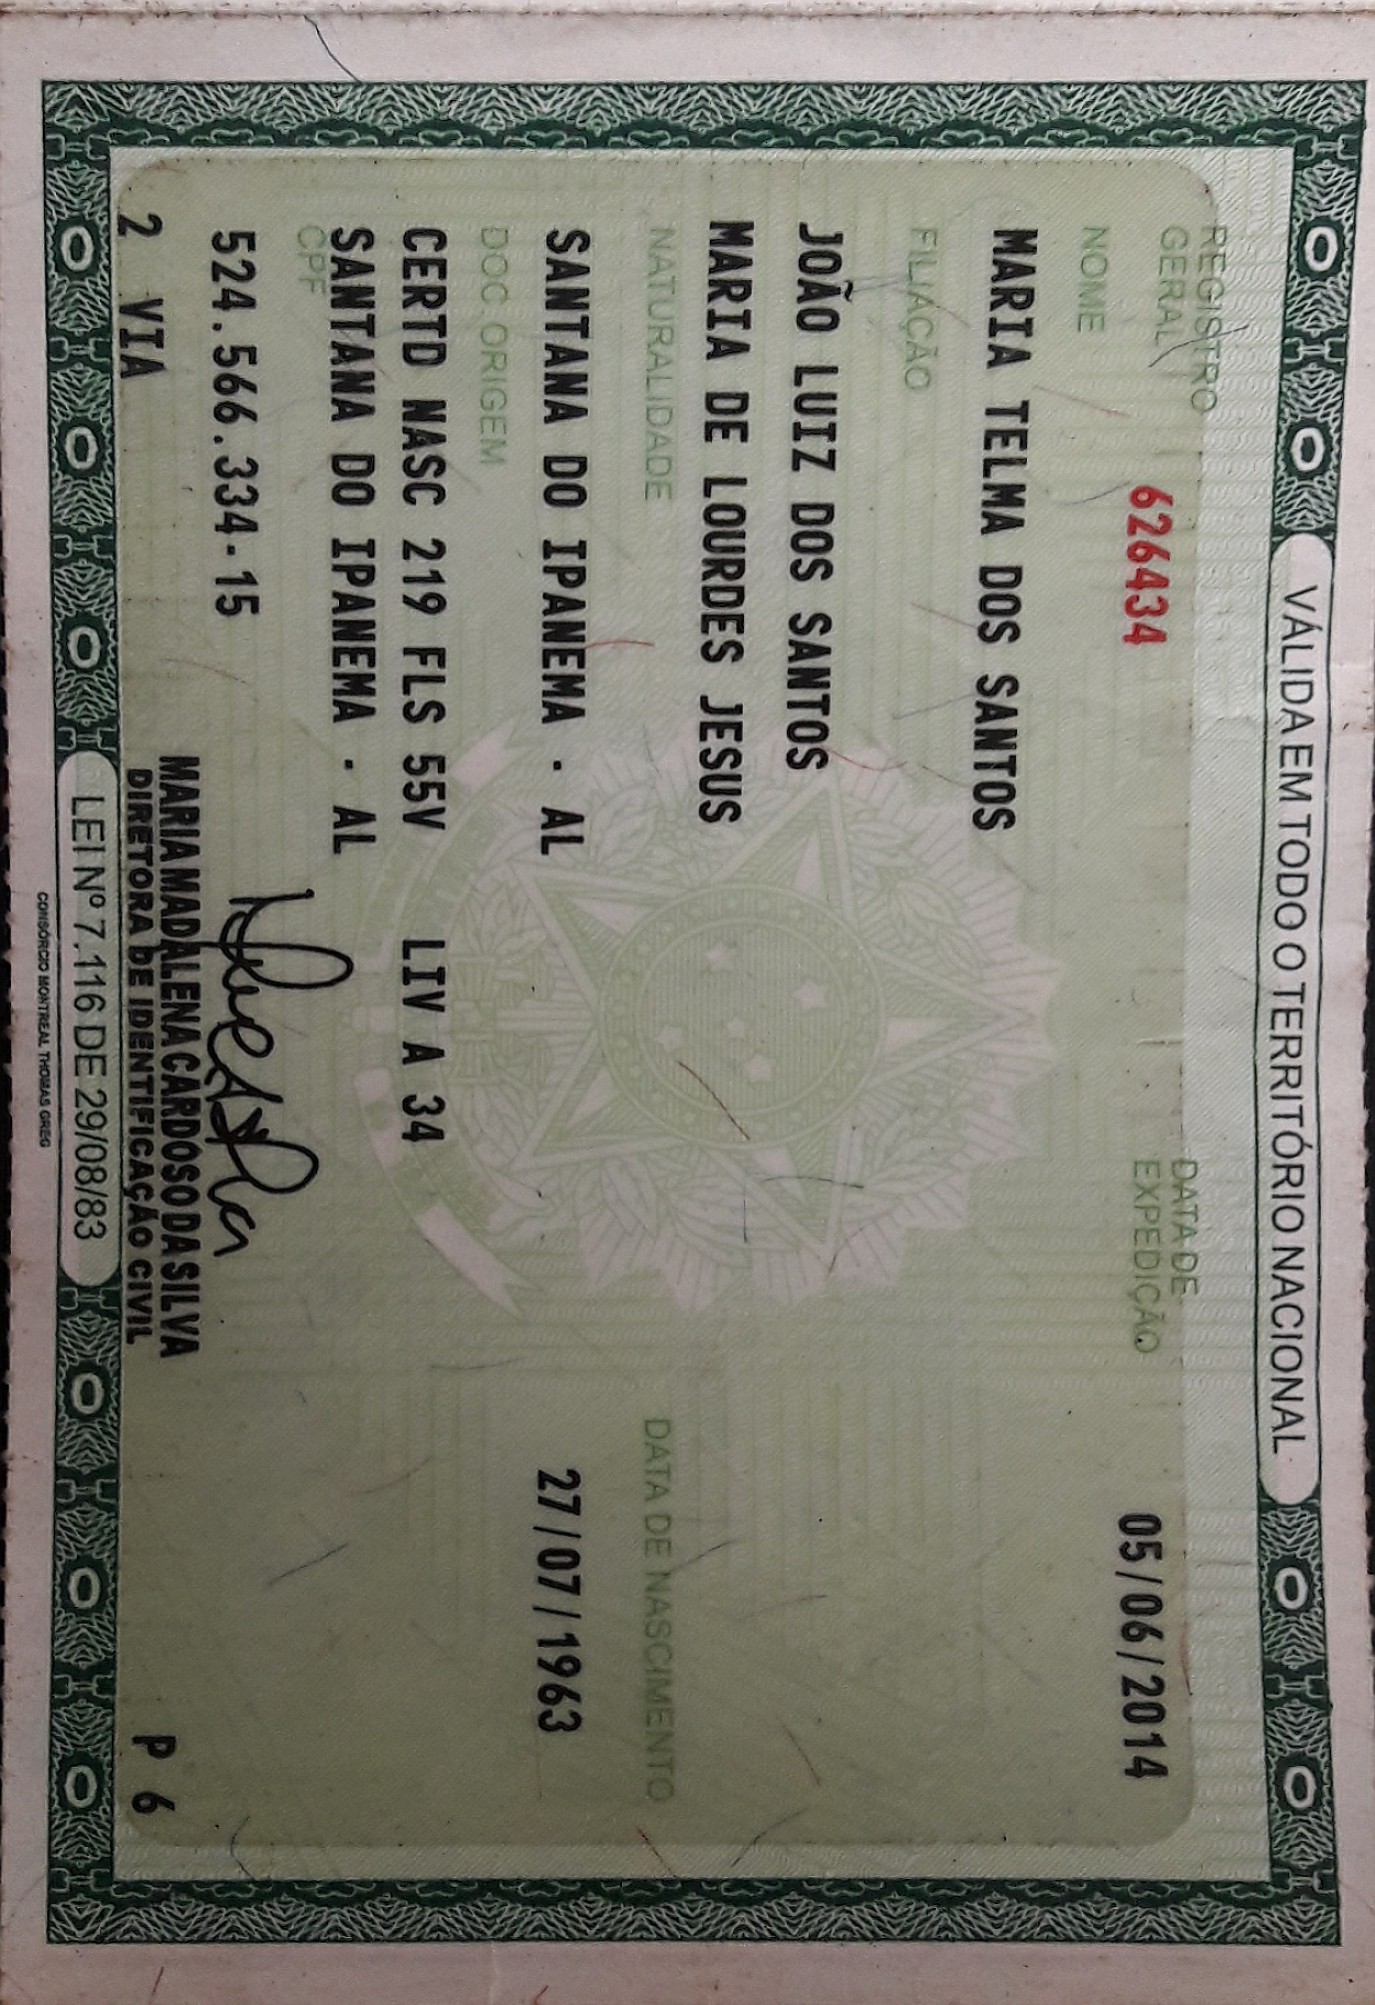 VÁLIDA EM TODO O TERRITÓRIO NACIONAL
REGISTRO GERAL 626434 DATA DE EXPEDIÇÃO 05/06/2014
NOME
MARIA TELMA DOS SANTOS
FILIAÇÃO
JOÃO LUIZ DOS SANTOS
MARIA DE LOURDES JESUS
NATURALIDADE DATA DE NASCIMENTO
SANTANA DO IPANEMA - AL 27/07/1963
DOC. ORIGEM
CERTD NASC 219 FLS 55V LIV A 34
SANTANA DO IPANEMA - AL
CPF
524.566.334-15
MARIA MADALENA CARDOSO DA SILVA
2 VIA DIRETORA DE IDENTIFICAÇÃO CIVIL P 6
LEI Nº 7.116 DE 29/08/83
CONSÓRCIO MONTREAL THOMAS GREG